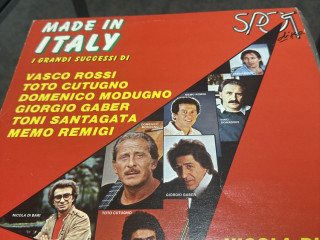 MADE IN
ITALY
I GRANDI SUCCESSI DI
VASCO ROSSI
TOTO CUTUGNO
DOMENICO MODUGNO
GIORGIO GABER
TONI SANTAGATA
MEMO REMIGI
NICOLA DI BARI
TOTO CUTUGNO
GIORGIO GABER